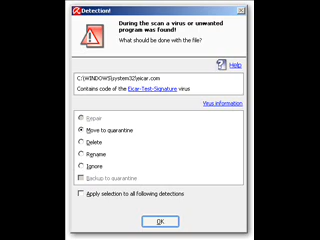 Detection!
During the scan a virus or unwanted
program was found!
What should be done with the file?
Help
C:\WINDOWS\system32\eicar.com
Contains code of the Eicar-Test-Signature virus
Virus information
Repair
Move to quarantine
Delete
Rename
Ignore
Backup to quarantine
Apply selection to all following detections
OK